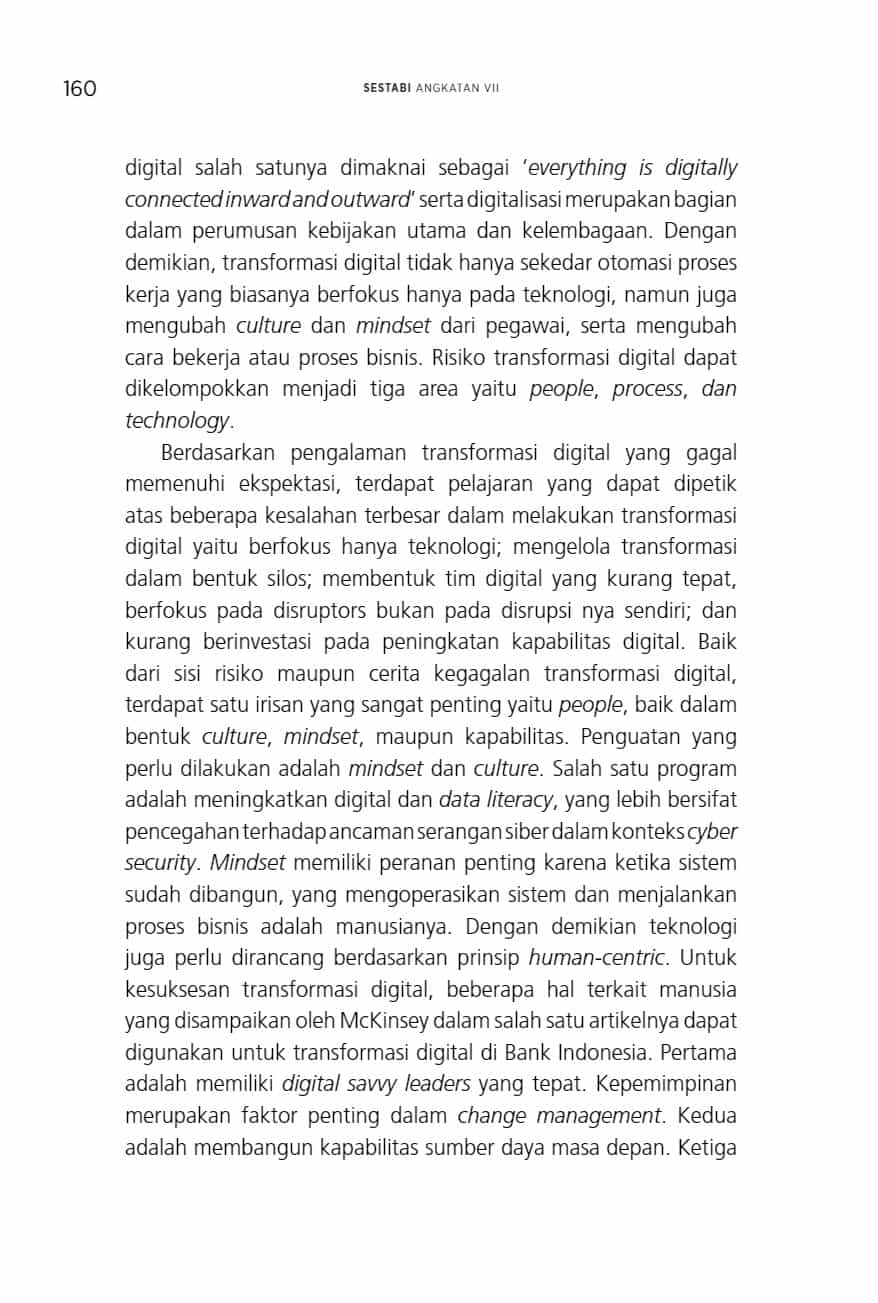 160
SESTABI ANGKATAN VII
digital salah satunya dimaknai sebagai ‘everything is digitally
connected inward and outward’ serta digitalisasi merupakan bagian
dalam perumusan kebijakan utama dan kelembagaan. Dengan
demikian, transformasi digital tidak hanya sekedar otomasi proses
kerja yang biasanya berfokus hanya pada teknologi, namun juga
mengubah culture dan mindset dari pegawai, serta mengubah
cara bekerja atau proses bisnis. Risiko transformasi digital dapat
dikelompokkan menjadi tiga area yaitu people, process, dan
technology.
Berdasarkan pengalaman transformasi digital yang gagal
memenuhi ekspektasi, terdapat pelajaran yang dapat dipetik
atas beberapa kesalahan terbesar dalam melakukan transformasi
digital yaitu berfokus hanya teknologi; mengelola transformasi
dalam bentuk silos; membentuk tim digital yang kurang tepat,
berfokus pada disruptors bukan pada disrupsi nya sendiri; dan
kurang berinvestasi pada peningkatan kapabilitas digital. Baik
dari sisi risiko maupun cerita kegagalan transformasi digital,
terdapat satu irisan yang sangat penting yaitu people, baik dalam
bentuk culture, mindset, maupun kapabilitas. Penguatan yang
perlu dilakukan adalah mindset dan culture. Salah satu program
adalah meningkatkan digital dan data literacy, yang lebih bersifat
pencegahan terhadap ancaman serangan siber dalam konteks cyber
security. Mindset memiliki peranan penting karena ketika sistem
sudah dibangun, yang mengoperasikan sistem dan menjalankan
proses bisnis adalah manusianya. Dengan demikian teknologi
juga perlu dirancang berdasarkan prinsip human-centric. Untuk
kesuksesan transformasi digital, beberapa hal terkait manusia
yang disampaikan oleh McKinsey dalam salah satu artikelnya dapat
digunakan untuk transformasi digital di Bank Indonesia. Pertama
adalah memiliki digital savvy leaders yang tepat. Kepemimpinan
merupakan faktor penting dalam change management. Kedua
adalah membangun kapabilitas sumber daya masa depan. Ketiga